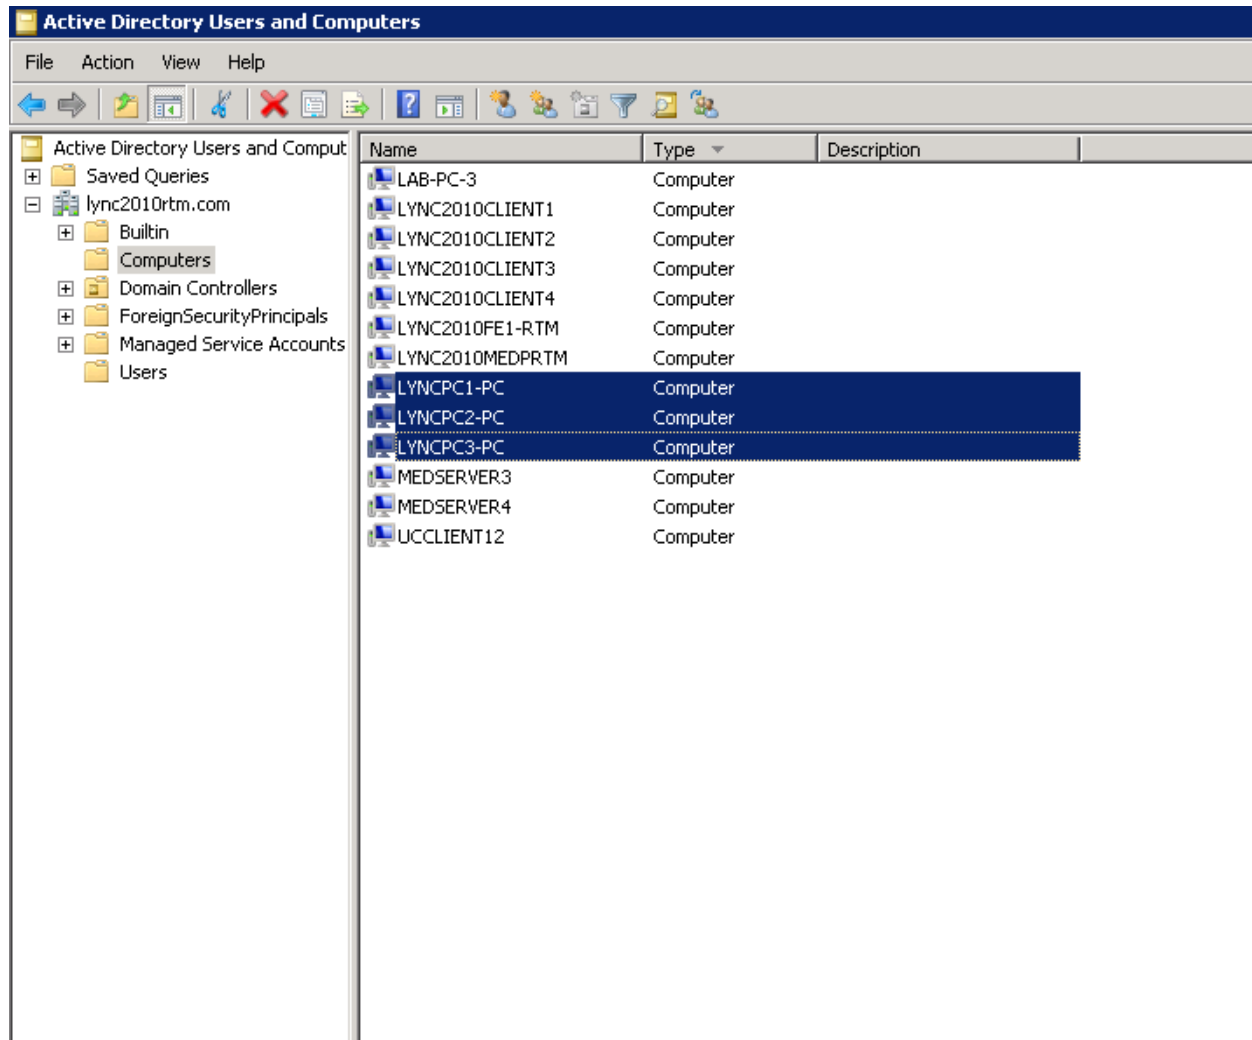 Active Directory Users and Computers
File Action View Help
Active Directory Users and Comput
Saved Queries
lync2010rtm.com
Builtin
Computers
Domain Controllers
ForeignSecurityPrincipals
Managed Service Accounts
Users
Name Type Description
LAB-PC-3 Computer
LYNC2010CLIENT1 Computer
LYNC2010CLIENT2 Computer
LYNC2010CLIENT3 Computer
LYNC2010CLIENT4 Computer
LYNC2010FE1-RTM Computer
LYNC2010MEDPRTM Computer
LYNCPC1-PC Computer
LYNCPC2-PC Computer
LYNCPC3-PC Computer
MEDSERVER3 Computer
MEDSERVER4 Computer
UCCLIENT12 Computer